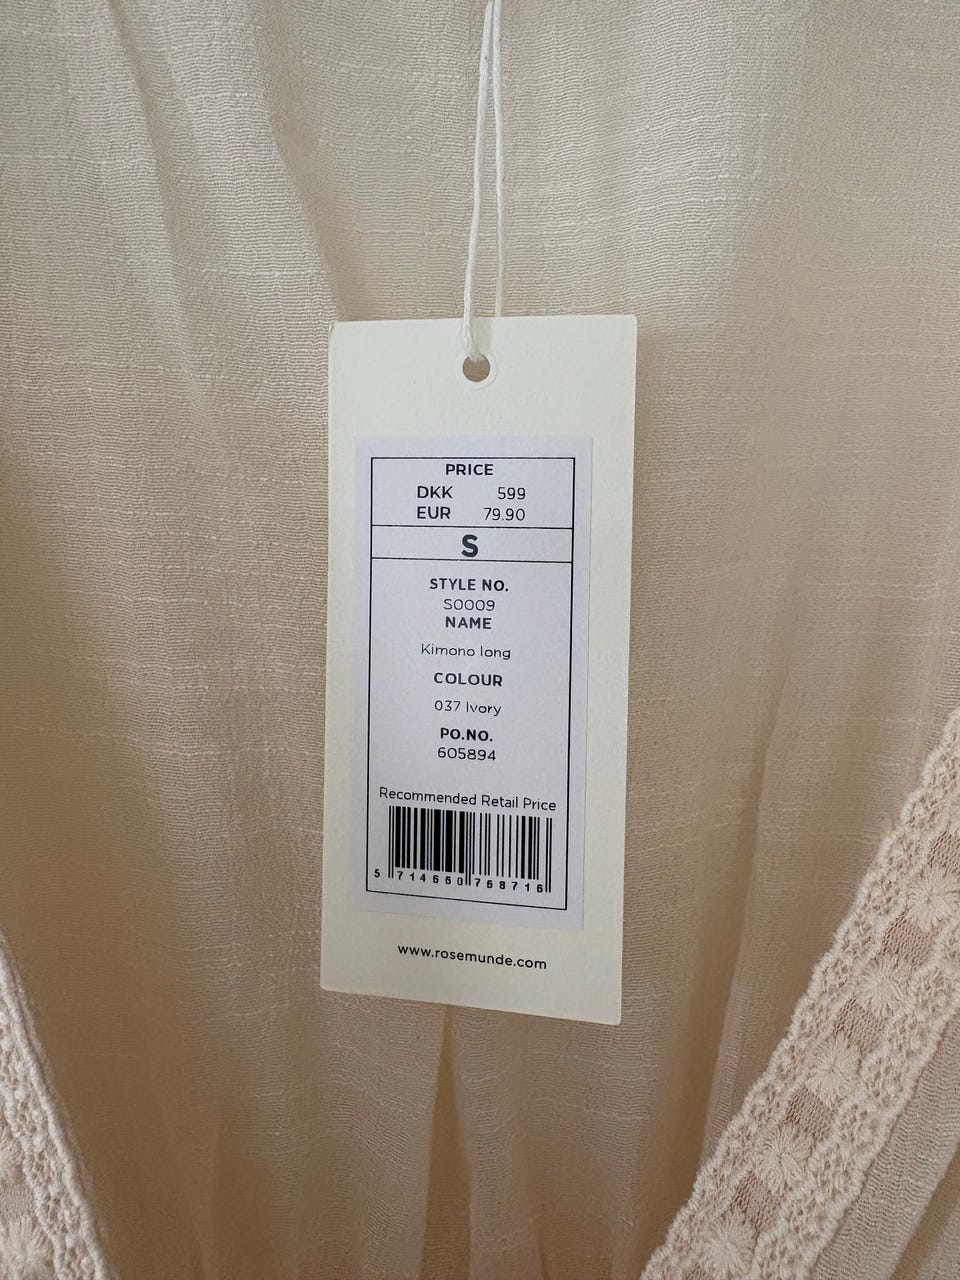 PRICE
DKK 599
EUR 79.90
S
STYLE NO.
S0009
NAME
Kimono long
COLOUR
037 Ivory
PO.NO.
605894
Recommended Retail Price
5 714660 768716
www.rosemunde.com